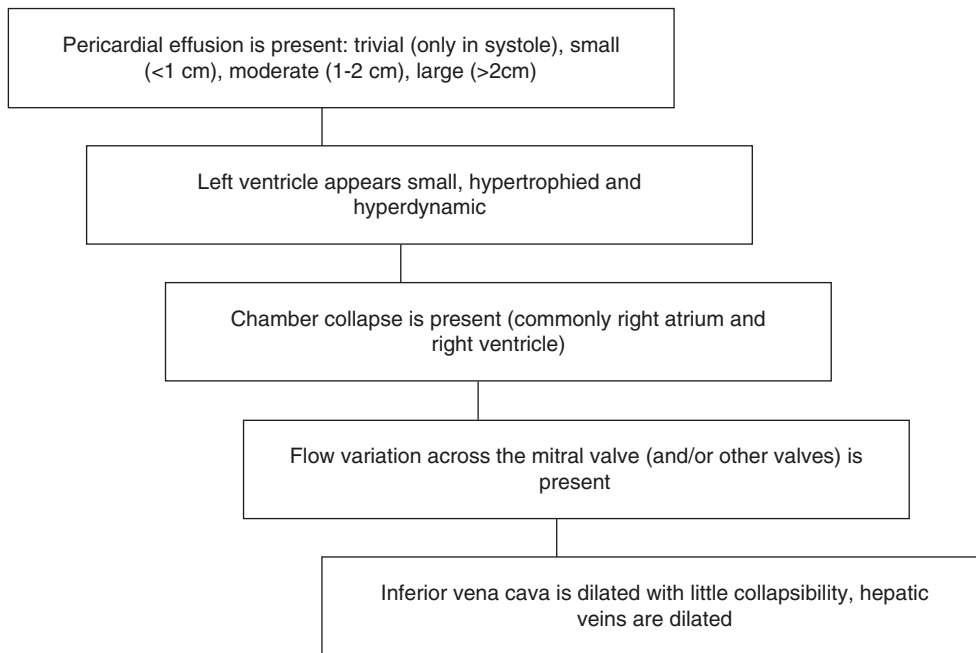 Pericardial effusion is present: trivial (only in systole), small
(<1 cm), moderate (1-2 cm), large (>2cm)
Left ventricle appears small, hypertrophied and
hyperdynamic
Chamber collapse is present (commonly right atrium and
right ventricle)
Flow variation across the mitral valve (and/or other valves) is
present
Inferior vena cava is dilated with little collapsibility, hepatic
veins are dilated